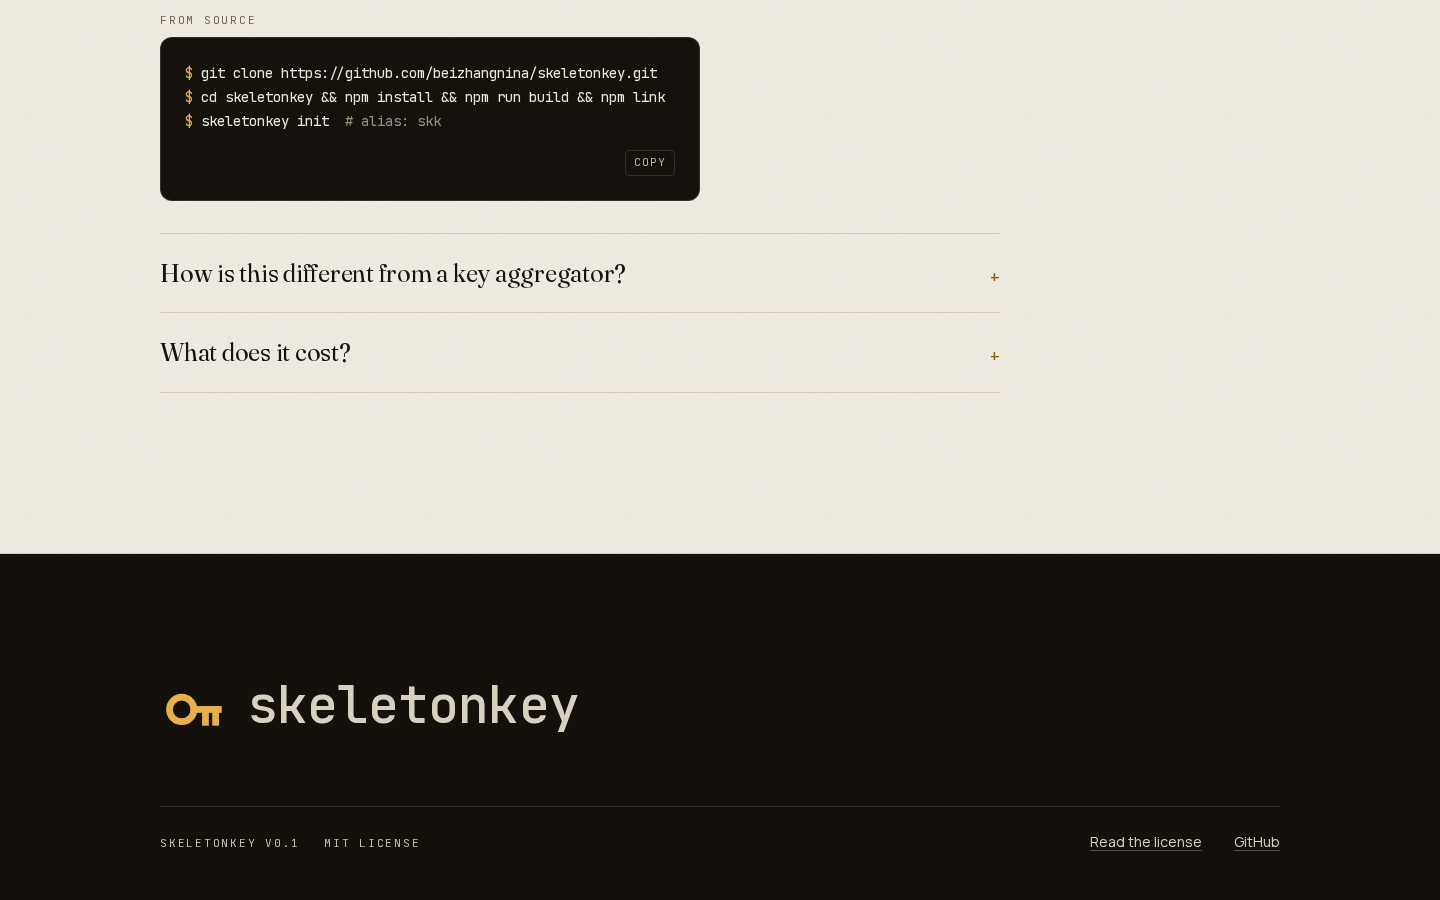 FROM SOURCE
$ git clone https://github.com/beizhangnina/skeletonkey.git
$ cd skeletonkey && npm install && npm run build && npm link
$ skeletonkey init  # alias: skk
COPY
How is this different from a key aggregator? +
What does it cost? +
skeletonkey
SKELETONKEY V0.1 MIT LICENSE Read the license GitHub